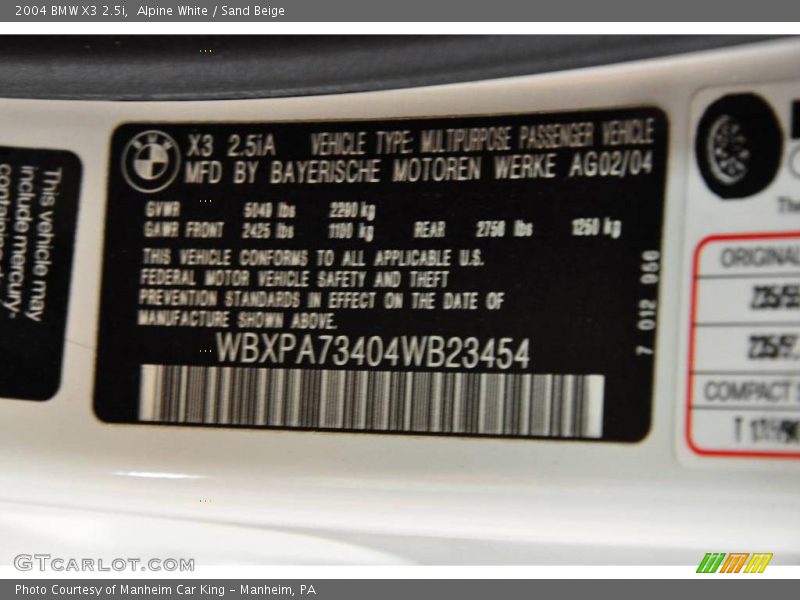 2004 BMW X3 2.5i, Alpine White / Sand Beige
X3 2.5iA VEHICLE TYPE: MULTIPURPOSE PASSENGER VEHICLE
MFD BY BAYERISCHE MOTOREN WERKE AG02/04
GVWR 5040 lbs 2290 kg
GAWR FRONT 2425 lbs 1100 kg REAR 2756 lbs 1250 kg
THIS VEHICLE CONFORMS TO ALL APPLICABLE U.S.
FEDERAL MOTOR VEHICLE SAFETY AND THEFT
PREVENTION STANDARDS IN EFFECT ON THE DATE OF
MANUFACTURE SHOWN ABOVE.
WBXPA73404WB23454
7 012 050
This vehicle may
include mercury-
The
ORIGINAL
COMPACT
GTCARLOT.COM
Photo Courtesy of Manheim Car King - Manheim, PA